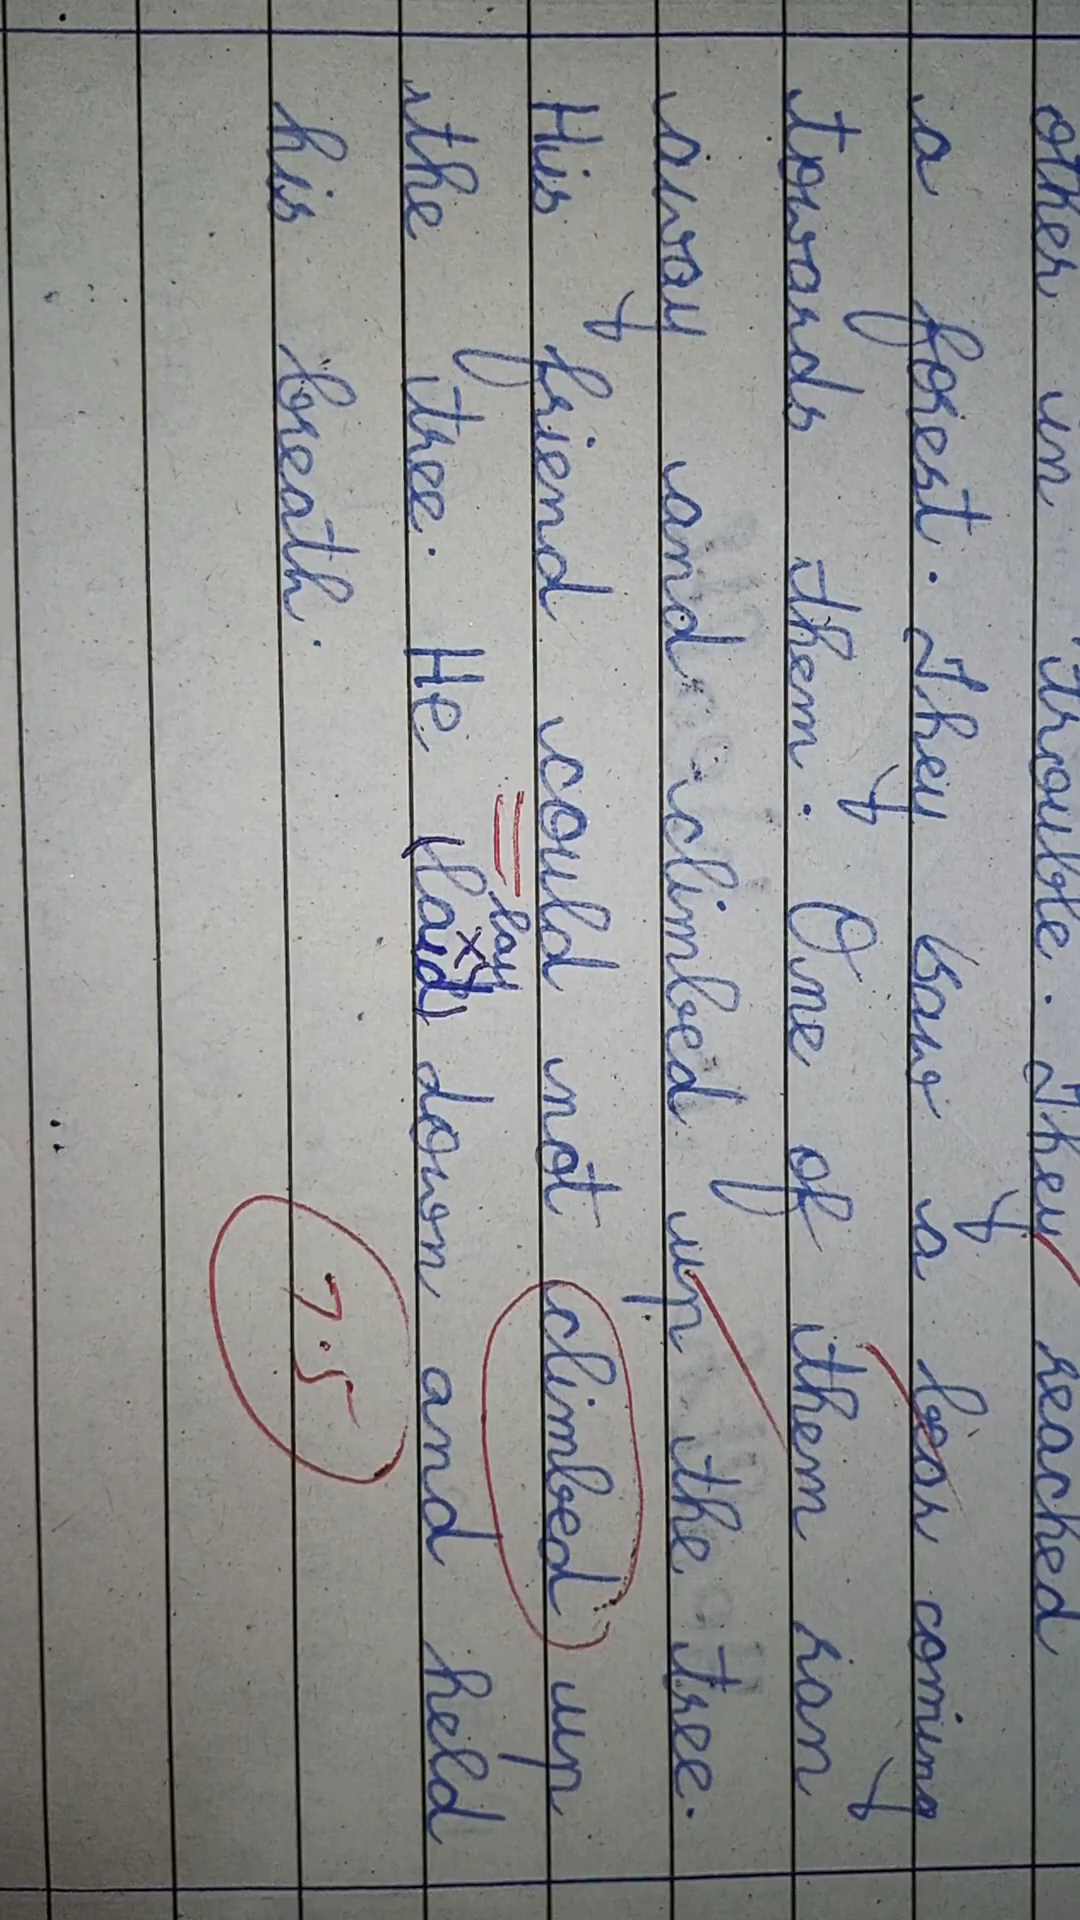 other in trouble. They reached
a forest. They saw a bear coming
towards them. One of them ran
away and climbed up the tree.
His friend could not climbed up
lay
the tree. He (laid) down and held
his breath.
7.5